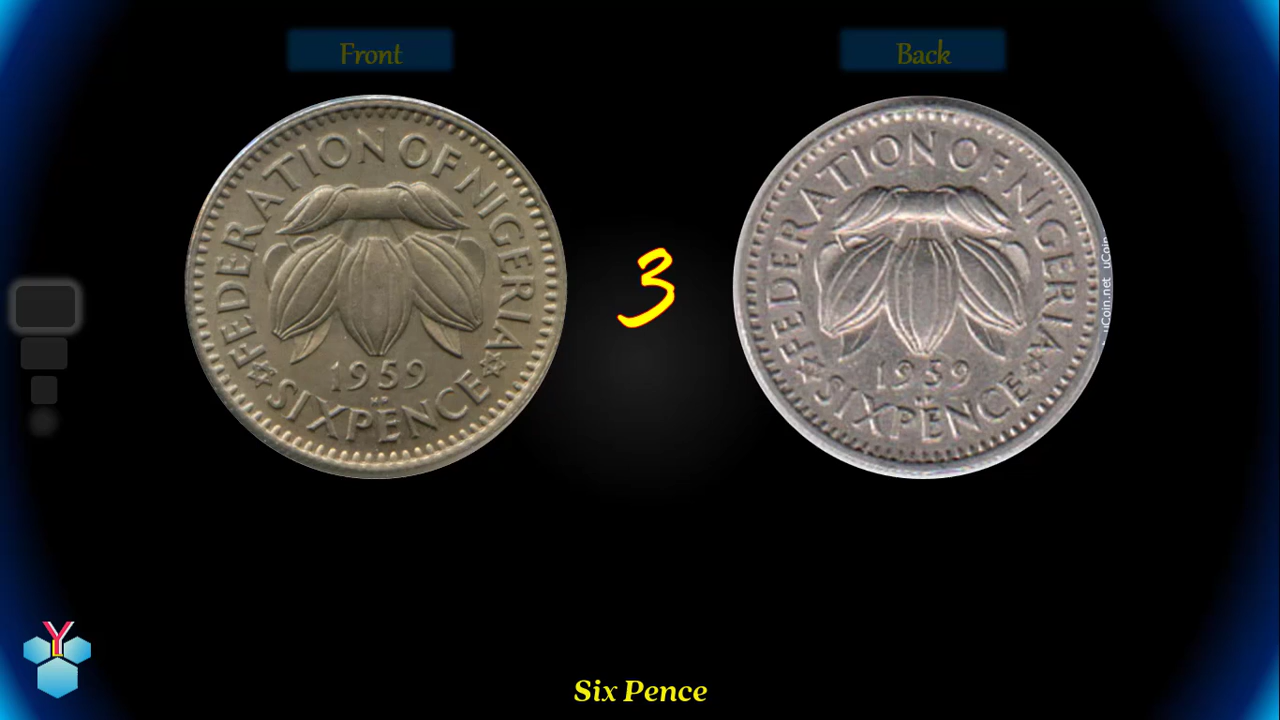 Front
Back
FEDERATION OF NIGERIA
1959
SIXPENCE
3
FEDERATION OF NIGERIA
1959
SIXPENCE
uCoin.net uCoin
Six Pence